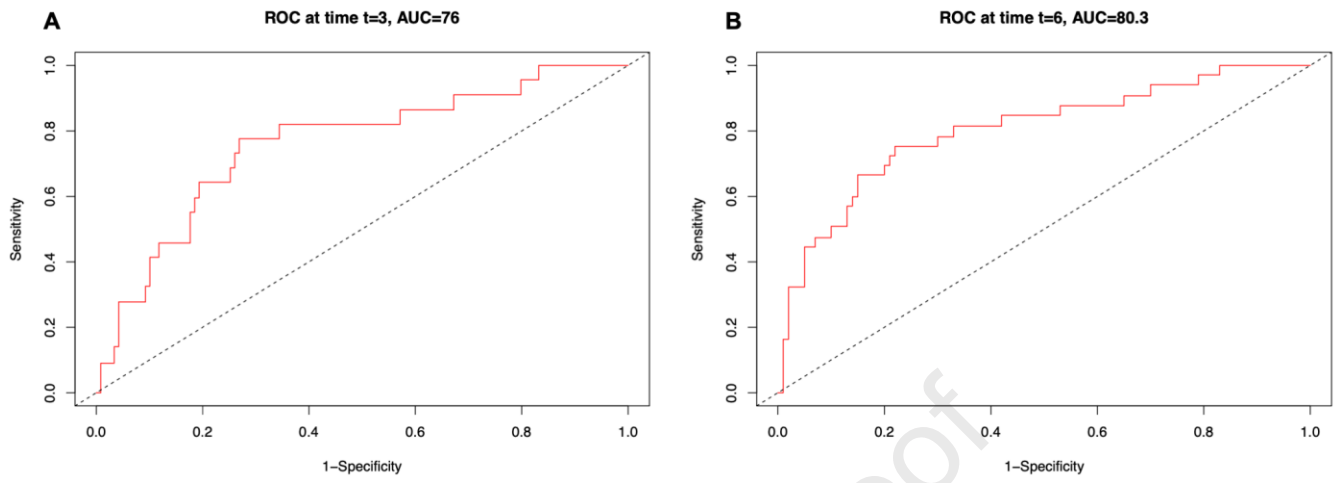 A
ROC at time t=3, AUC=76
Sensitivity
1.0
0.8
0.6
0.4
0.2
0.0
0.0 0.2 0.4 0.6 0.8 1.0
1−Specificity
B
ROC at time t=6, AUC=80.3
Sensitivity
1.0
0.8
0.6
0.4
0.2
0.0
0.0 0.2 0.4 0.6 0.8 1.0
1−Specificity
oof